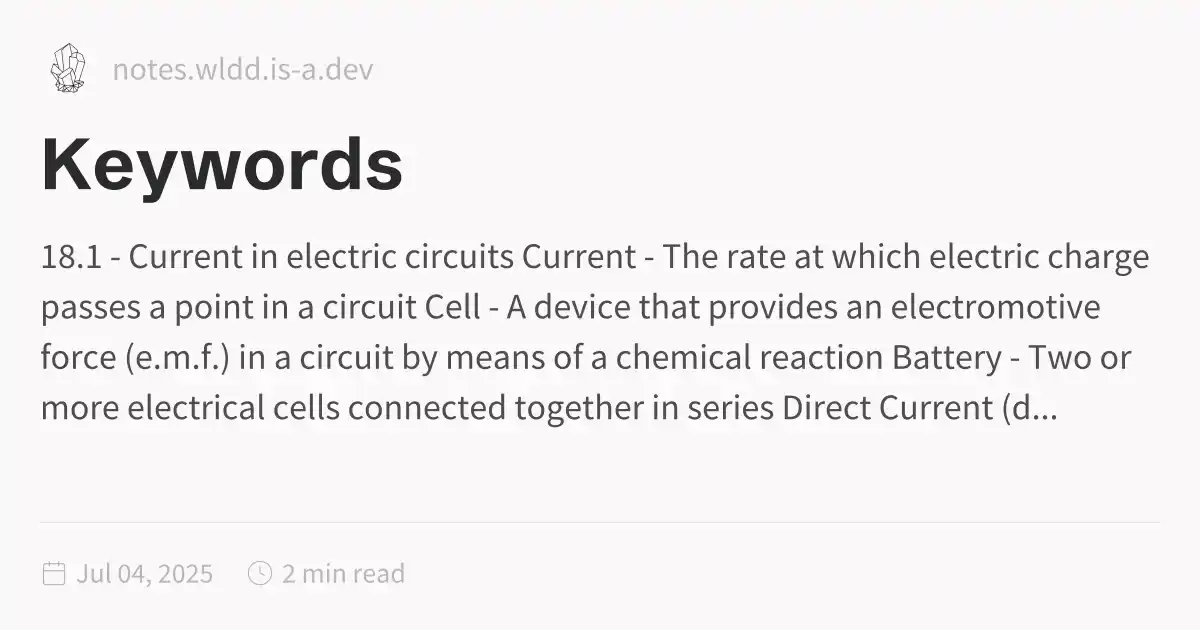 notes.wldd.is-a.dev
Keywords
18.1 - Current in electric circuits Current - The rate at which electric charge
passes a point in a circuit Cell - A device that provides an electromotive
force (e.m.f.) in a circuit by means of a chemical reaction Battery - Two or
more electrical cells connected together in series Direct Current (d...
Jul 04, 2025 2 min read